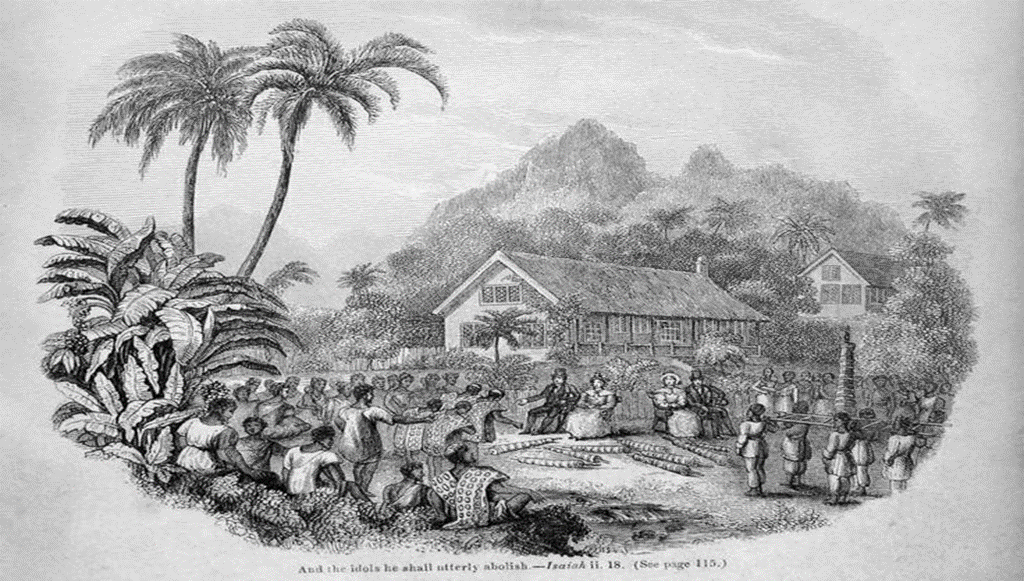 And the idols he shall utterly abolish.—Isaiah ii. 18. (See page 115.)